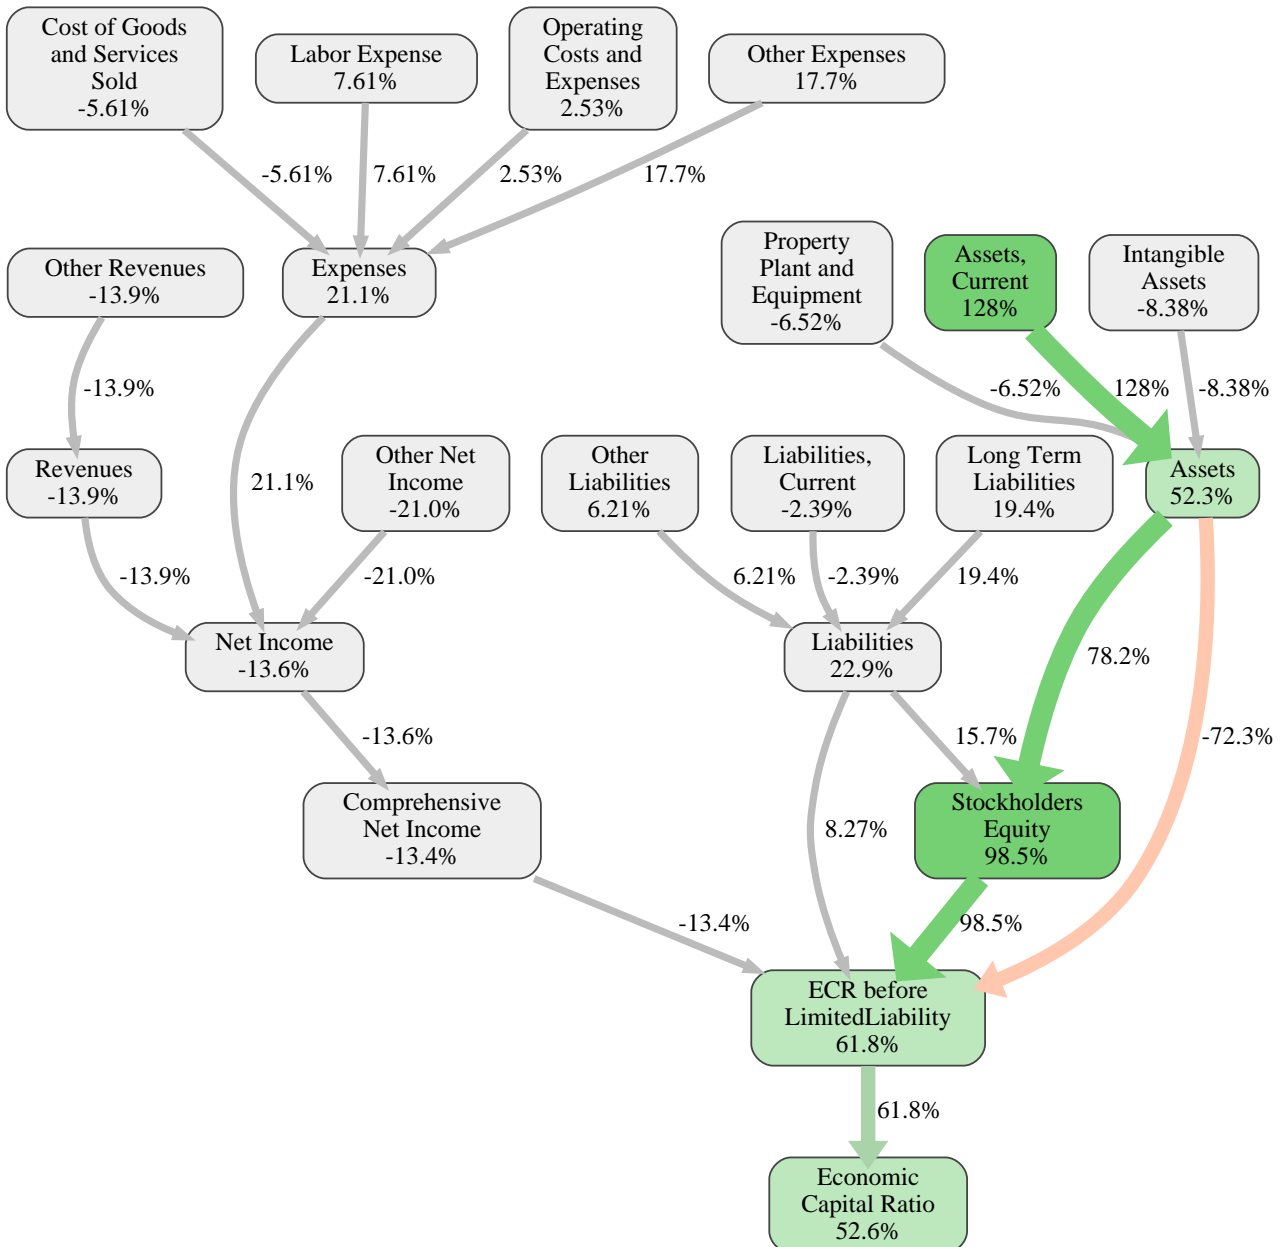 Cost of Goods
and Services
Sold
-5.61%
Labor Expense
7.61%
Operating
Costs and
Expenses
2.53%
Other Expenses
17.7%
-5.61%
7.61%
2.53%
17.7%
Other Revenues
-13.9%
Expenses
21.1%
Property
Plant and
Equipment
-6.52%
Assets,
Current
128%
Intangible
Assets
-8.38%
-13.9%
-6.52%
128%
-8.38%
Revenues
-13.9%
21.1%
Other Net
Income
-21.0%
Other
Liabilities
6.21%
Liabilities,
Current
-2.39%
Long Term
Liabilities
19.4%
Assets
52.3%
-13.9%
-21.0%
6.21%
-2.39%
19.4%
Net Income
-13.6%
Liabilities
22.9%
78.2%
-13.6%
15.7%
-72.3%
Comprehensive
Net Income
-13.4%
8.27%
Stockholders
Equity
98.5%
-13.4%
98.5%
ECR before
LimitedLiability
61.8%
61.8%
Economic
Capital Ratio
52.6%